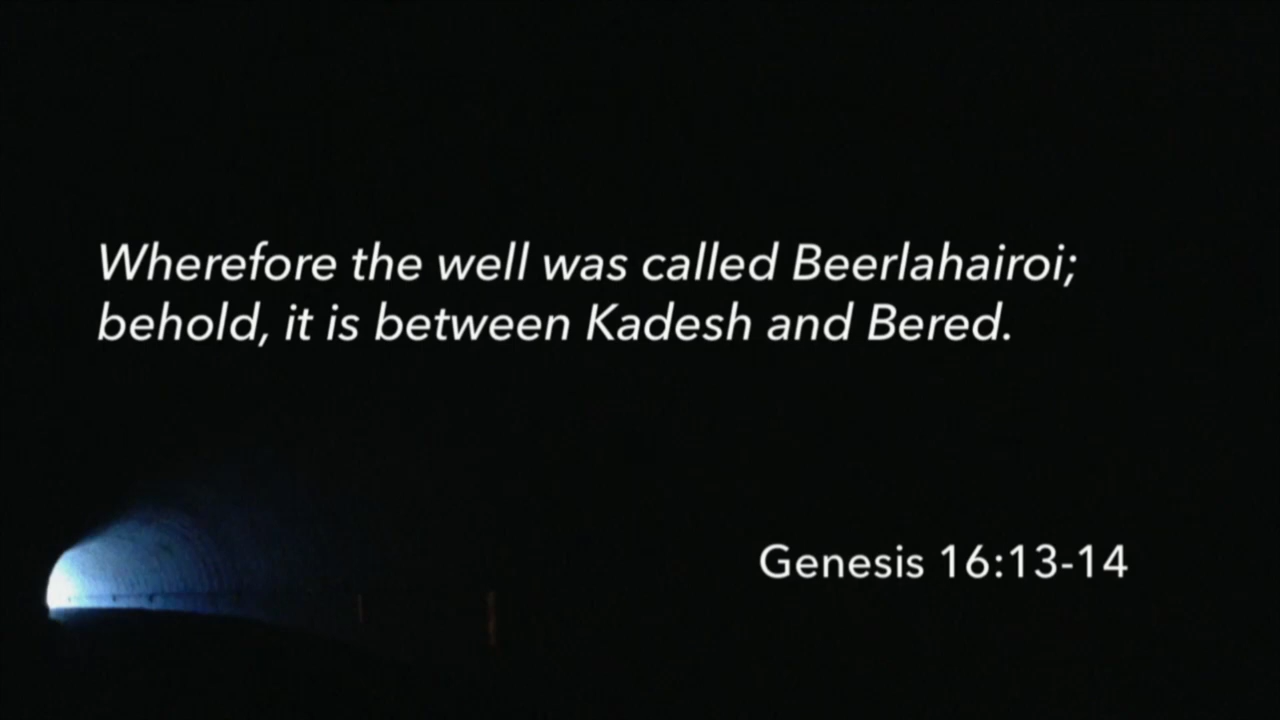 Wherefore the well was called Beerlahairoi;
behold, it is between Kadesh and Bered.
Genesis 16:13-14